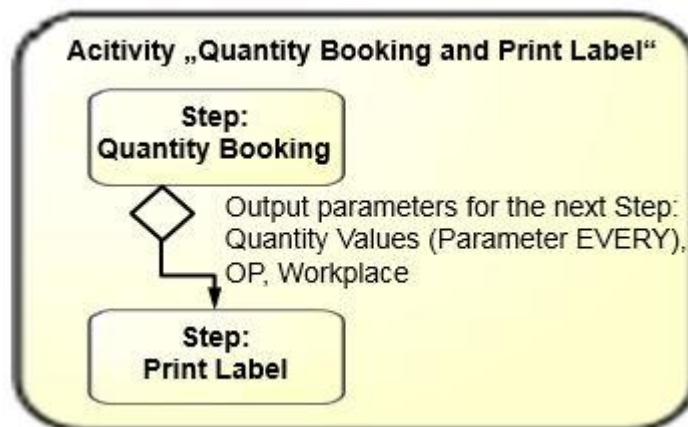 Acitivity „Quantity Booking and Print Label“
Step:
Quantity Booking
Output parameters for the next Step:
Quantity Values (Parameter EVERY),
OP, Workplace
Step:
Print Label